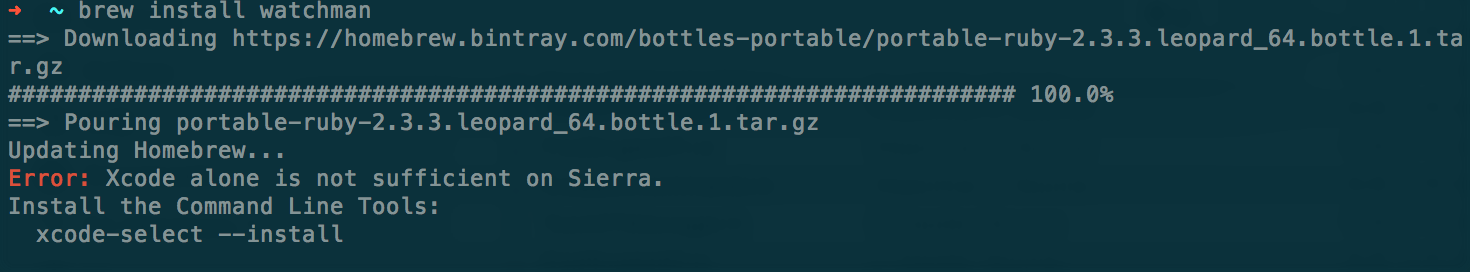 ➜  ~ brew install watchman
==> Downloading https://homebrew.bintray.com/bottles-portable/portable-ruby-2.3.3.leopard_64.bottle.1.ta
r.gz
######################################################################## 100.0%
==> Pouring portable-ruby-2.3.3.leopard_64.bottle.1.tar.gz
Updating Homebrew...
Error: Xcode alone is not sufficient on Sierra.
Install the Command Line Tools:
  xcode-select --install